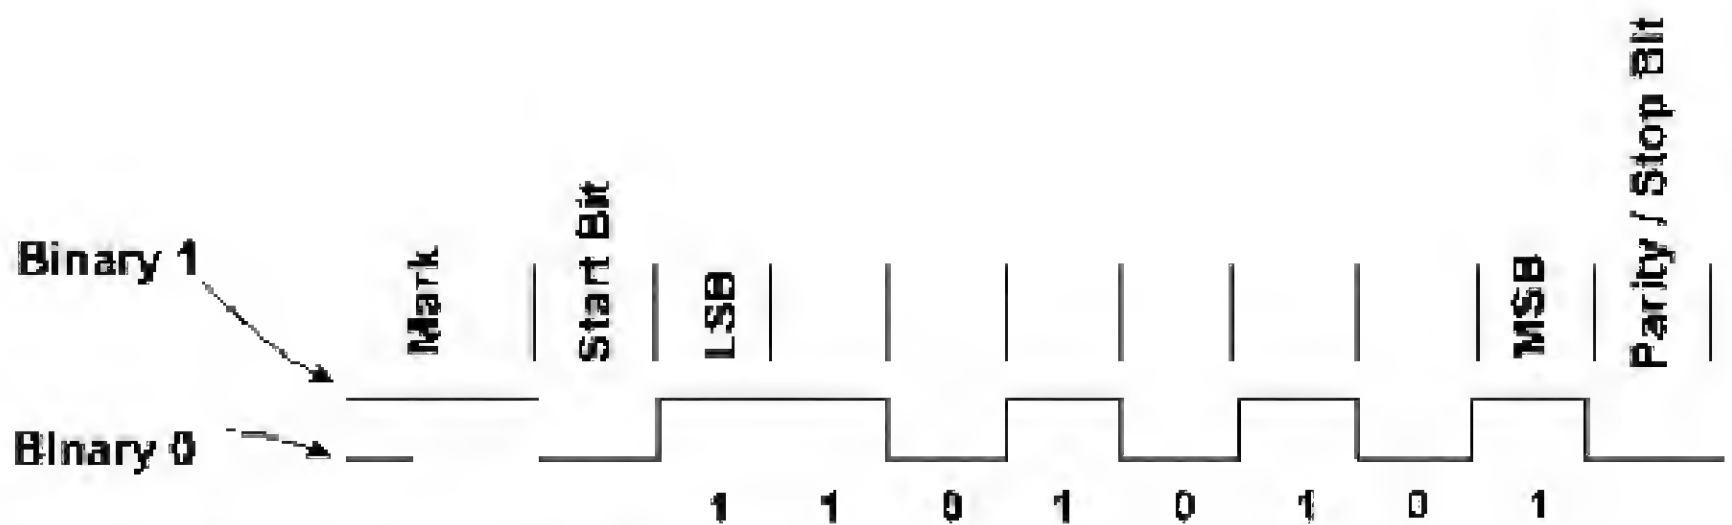 Binary 1
Binary 0
Mark
Start Bit
LSB
MSB
Parity / Stop Bit
1 1 0 1 0 1 0 1